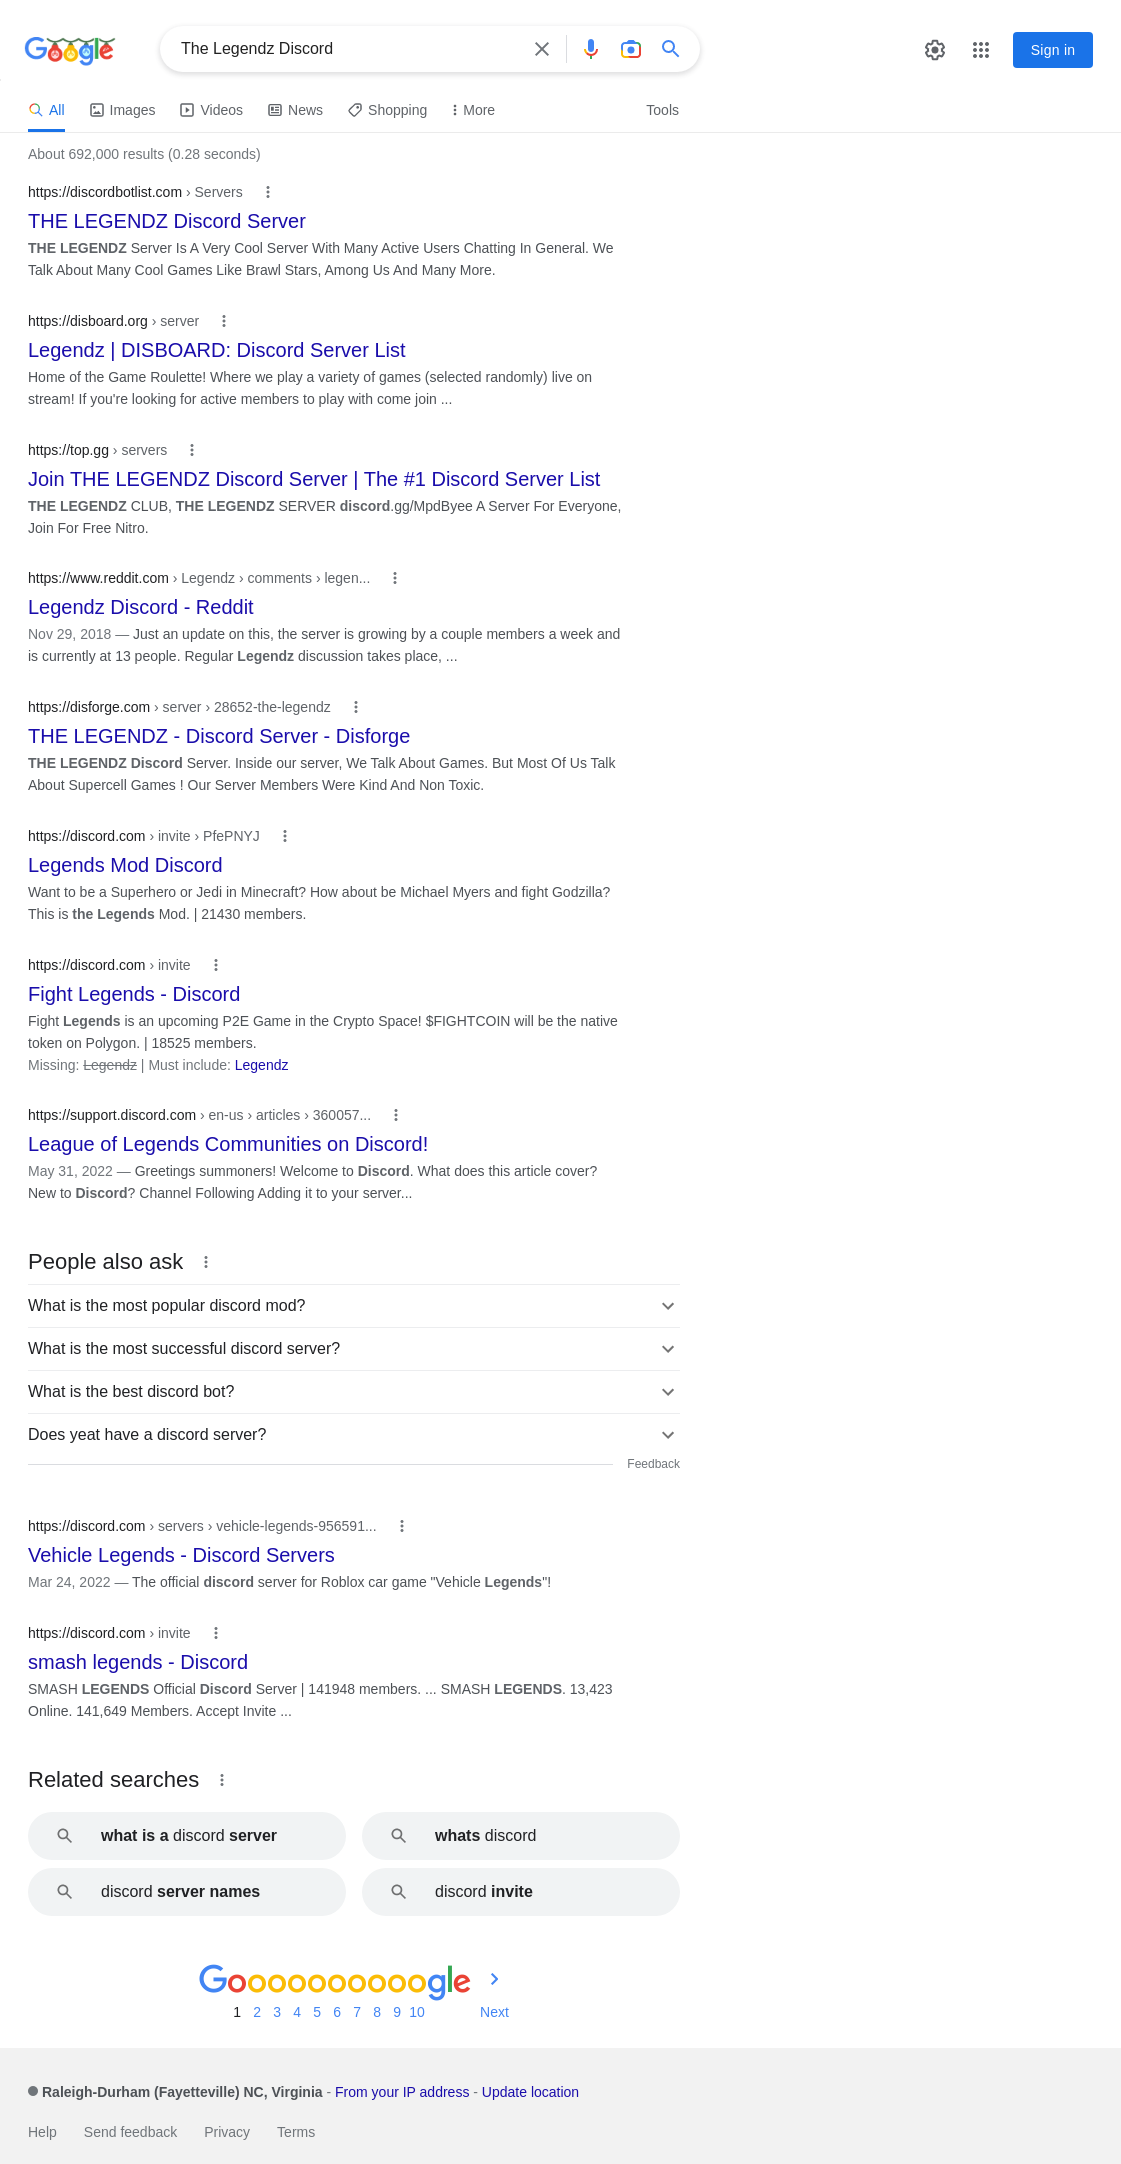 Google
The Legendz Discord
Sign in
All Images Videos News Shopping More Tools
About 692,000 results (0.28 seconds)
https://discordbotlist.com › Servers
THE LEGENDZ Discord Server
THE LEGENDZ Server Is A Very Cool Server With Many Active Users Chatting In General. We
Talk About Many Cool Games Like Brawl Stars, Among Us And Many More.
https://disboard.org › server
Legendz | DISBOARD: Discord Server List
Home of the Game Roulette! Where we play a variety of games (selected randomly) live on
stream! If you're looking for active members to play with come join ...
https://top.gg › servers
Join THE LEGENDZ Discord Server | The #1 Discord Server List
THE LEGENDZ CLUB, THE LEGENDZ SERVER discord.gg/MpdByee A Server For Everyone,
Join For Free Nitro.
https://www.reddit.com › Legendz › comments › legen...
Legendz Discord - Reddit
Nov 29, 2018 — Just an update on this, the server is growing by a couple members a week and
is currently at 13 people. Regular Legendz discussion takes place, ...
https://disforge.com › server › 28652-the-legendz
THE LEGENDZ - Discord Server - Disforge
THE LEGENDZ Discord Server. Inside our server, We Talk About Games. But Most Of Us Talk
About Supercell Games ! Our Server Members Were Kind And Non Toxic.
https://discord.com › invite › PfePNYJ
Legends Mod Discord
Want to be a Superhero or Jedi in Minecraft? How about be Michael Myers and fight Godzilla?
This is the Legends Mod. | 21430 members.
https://discord.com › invite
Fight Legends - Discord
Fight Legends is an upcoming P2E Game in the Crypto Space! $FIGHTCOIN will be the native
token on Polygon. | 18525 members.
Missing: Legendz | Must include: Legendz
https://support.discord.com › en-us › articles › 360057...
League of Legends Communities on Discord!
May 31, 2022 — Greetings summoners! Welcome to Discord. What does this article cover?
New to Discord? Channel Following Adding it to your server...
People also ask
What is the most popular discord mod?
What is the most successful discord server?
What is the best discord bot?
Does yeat have a discord server?
Feedback
https://discord.com › servers › vehicle-legends-956591...
Vehicle Legends - Discord Servers
Mar 24, 2022 — The official discord server for Roblox car game "Vehicle Legends"!
https://discord.com › invite
smash legends - Discord
SMASH LEGENDS Official Discord Server | 141948 members. ... SMASH LEGENDS. 13,423
Online. 141,649 Members. Accept Invite ...
Related searches
what is a discord server
whats discord
discord server names
discord invite
Goooooooooogle
1 2 3 4 5 6 7 8 9 10 Next
Raleigh-Durham (Fayetteville) NC, Virginia - From your IP address - Update location
Help Send feedback Privacy Terms